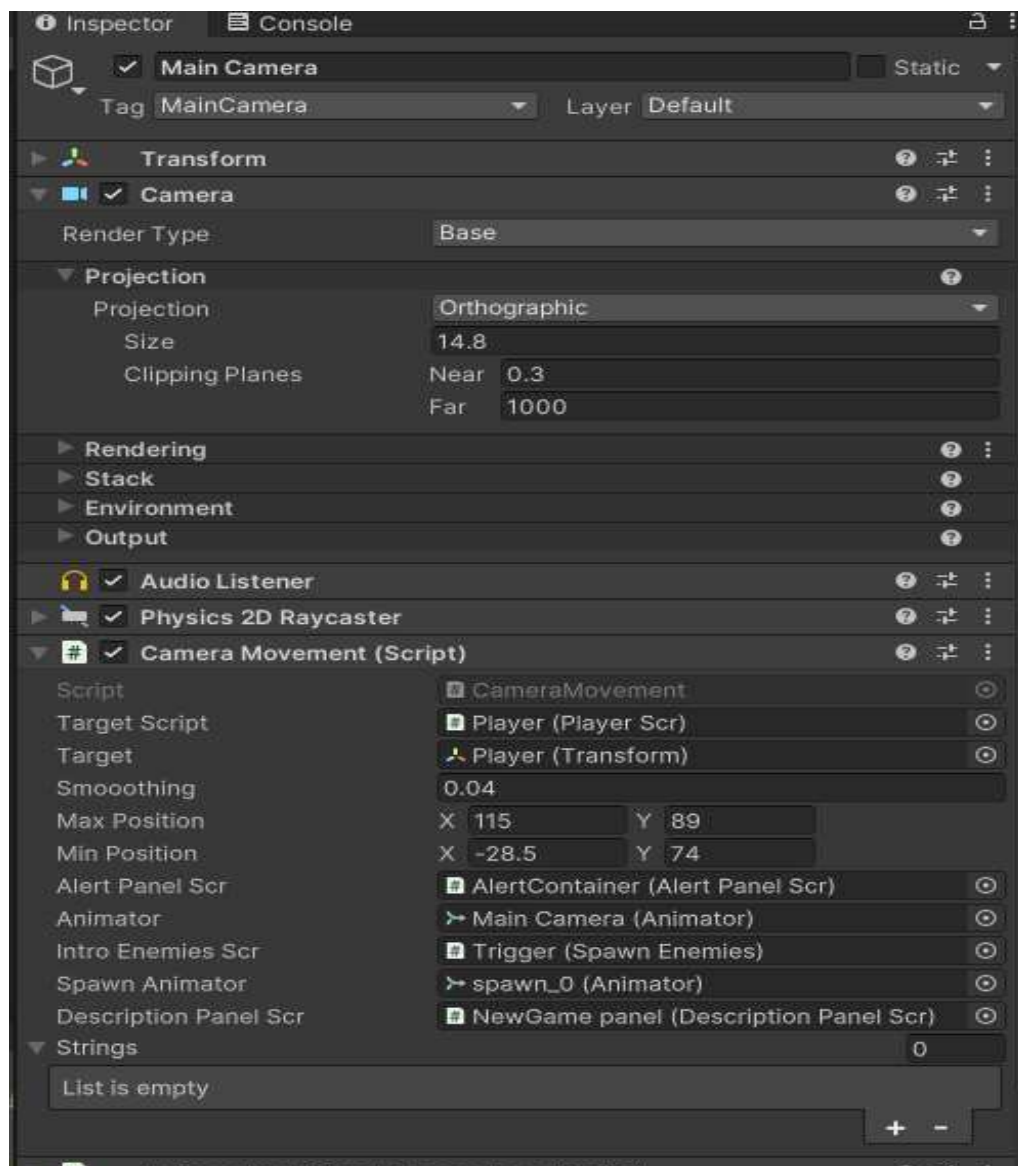 Inspector Console
Main Camera Static
Tag MainCamera Layer Default
Transform
Camera
Render Type Base
Projection
Projection Orthographic
Size 14.8
Clipping Planes Near 0.3
Far 1000
Rendering
Stack
Environment
Output
Audio Listener
Physics 2D Raycaster
# Camera Movement (Script)
Script CameraMovement
Target Script Player (Player Scr)
Target Player (Transform)
Smooothing 0.04
Max Position X 115 Y 89
Min Position X -28.5 Y 74
Alert Panel Scr AlertContainer (Alert Panel Scr)
Animator Main Camera (Animator)
Intro Enemies Scr Trigger (Spawn Enemies)
Spawn Animator spawn_0 (Animator)
Description Panel Scr NewGame panel (Description Panel Scr)
Strings 0
List is empty
+ -